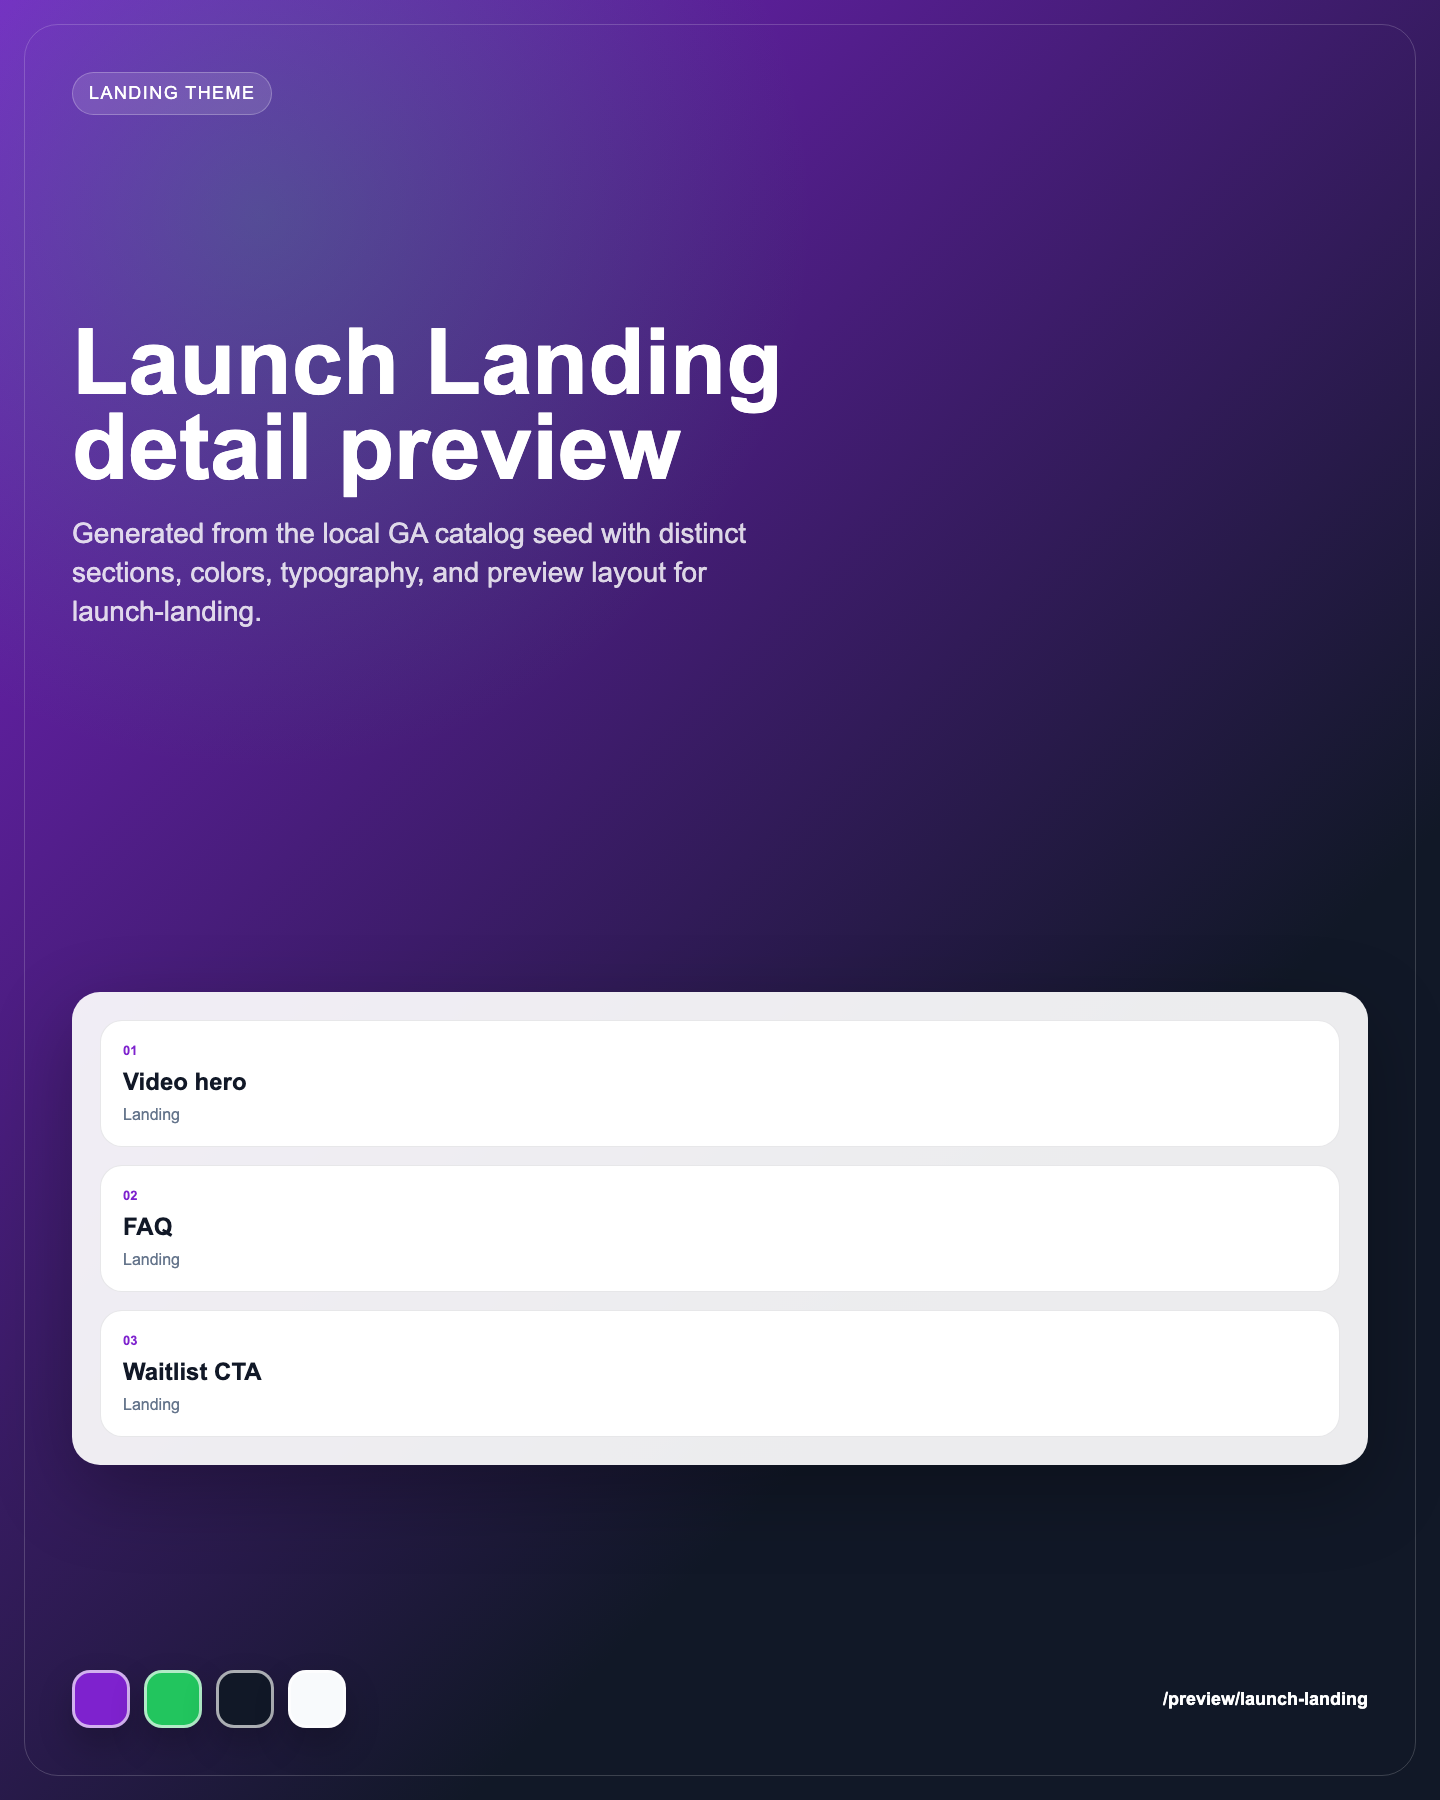 LANDING THEME
Launch Landing
detail preview
Generated from the local GA catalog seed with distinct
sections, colors, typography, and preview layout for
launch-landing.
01
Video hero
Landing
02
FAQ
Landing
03
Waitlist CTA
Landing
/preview/launch-landing